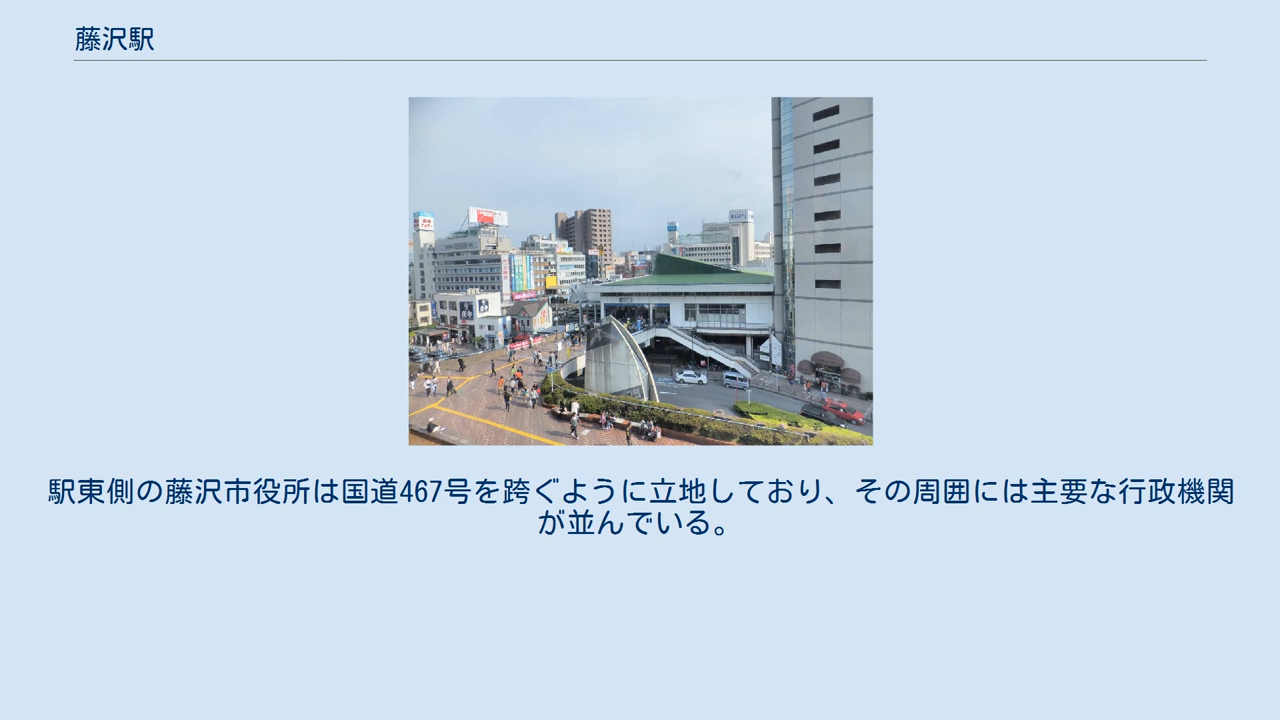 藤沢駅
駅東側の藤沢市役所は国道467号を跨ぐように立地しており、その周囲には主要な行政機関
が並んでいる。